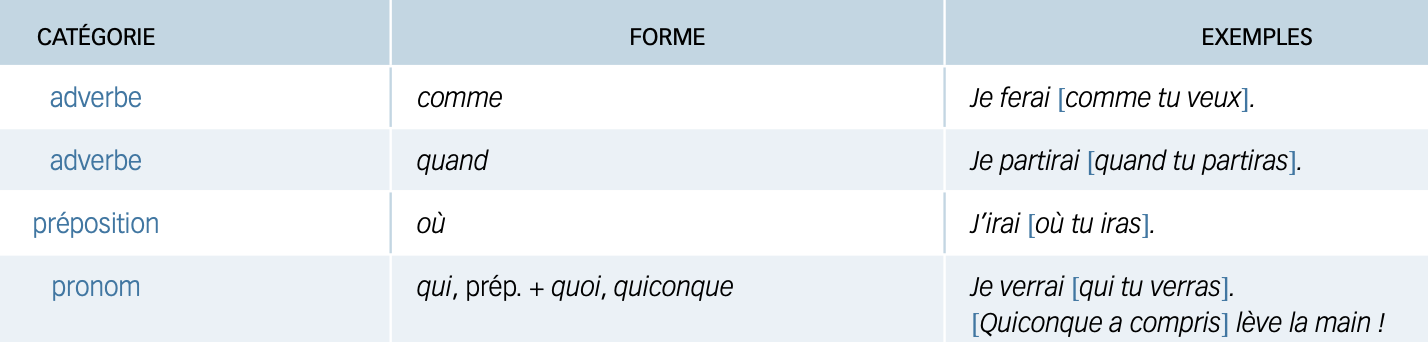 CATÉGORIE FORME EXEMPLES
adverbe comme Je ferai [comme tu veux].
adverbe quand Je partirai [quand tu partiras].
préposition où J’irai [où tu iras].
pronom qui, prép. + quoi, quiconque Je verrai [qui tu verras].
[Quiconque a compris] lève la main !